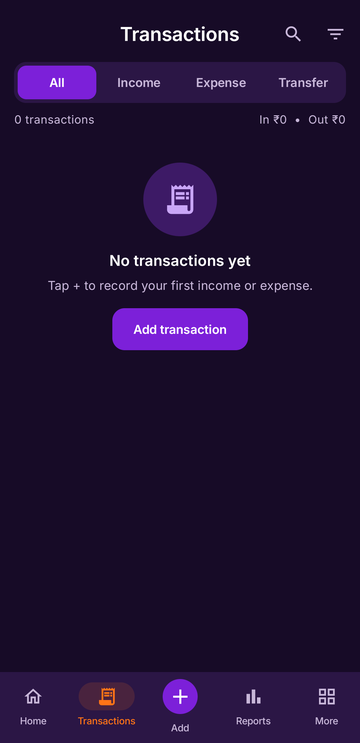 Transactions
All Income Expense Transfer
0 transactions In ₹0 • Out ₹0
No transactions yet
Tap + to record your first income or expense.
Add transaction
Home Transactions Add Reports More